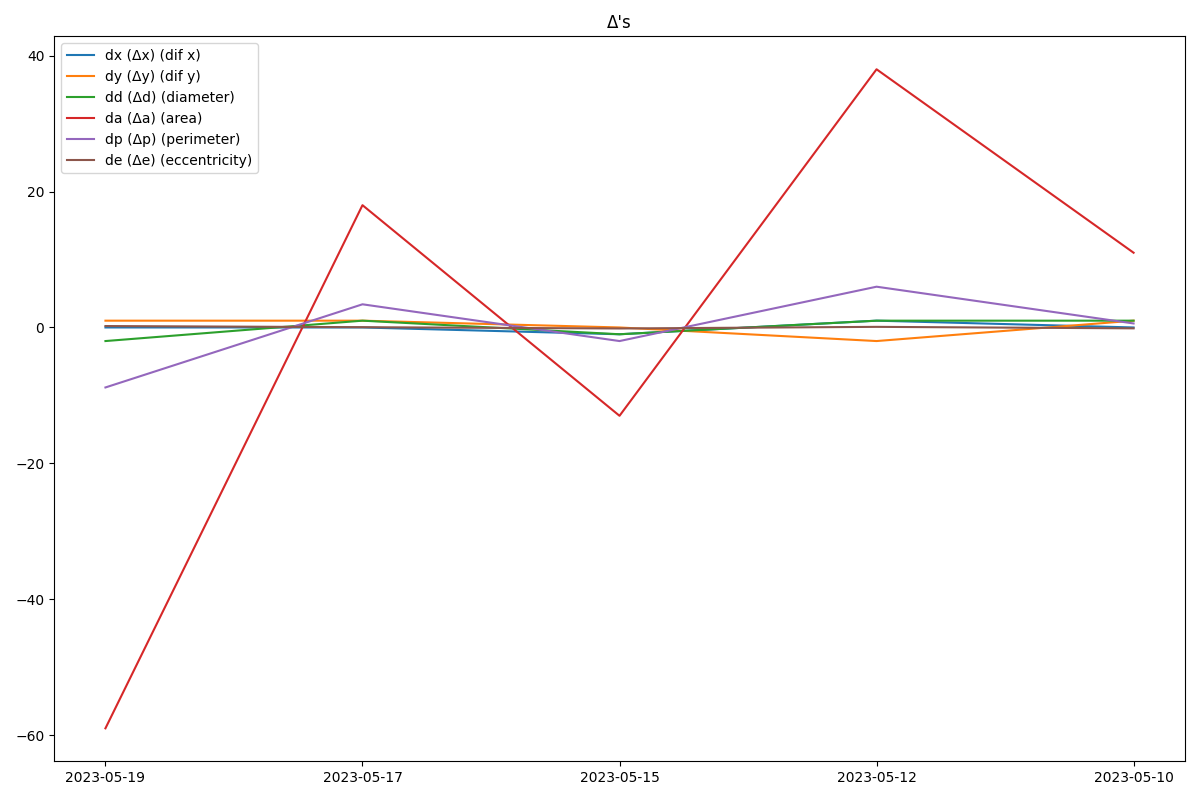 Δ's
dx (Δx) (dif x)
dy (Δy) (dif y)
dd (Δd) (diameter)
da (Δa) (area)
dp (Δp) (perimeter)
de (Δe) (eccentricity)
40
20
0
−20
−40
−60
2023-05-19 2023-05-17 2023-05-15 2023-05-12 2023-05-10